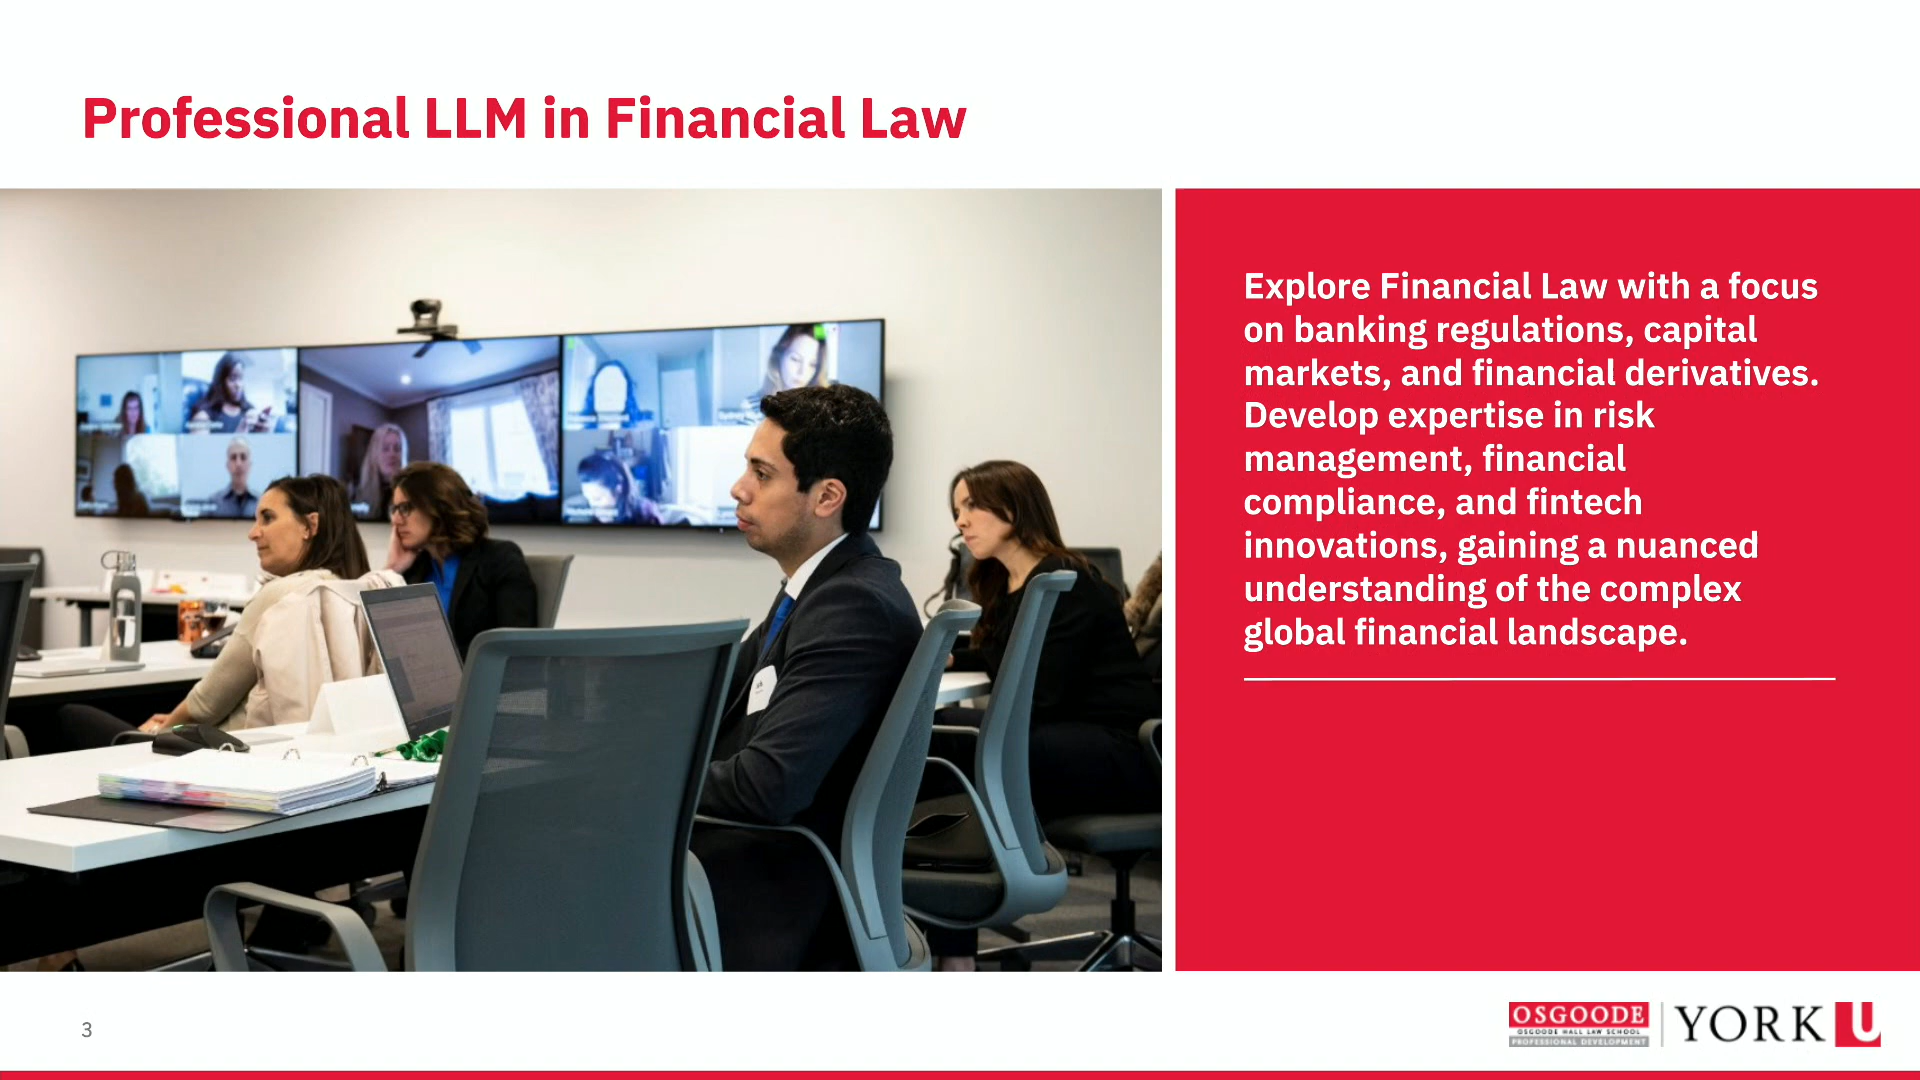 Professional LLM in Financial Law
Explore Financial Law with a focus
on banking regulations, capital
markets, and financial derivatives.
Develop expertise in risk
management, financial
compliance, and fintech
innovations, gaining a nuanced
understanding of the complex
global financial landscape.
3
OSGOODE
OSGOODE HALL LAW SCHOOL
PROFESSIONAL DEVELOPMENT
YORK U